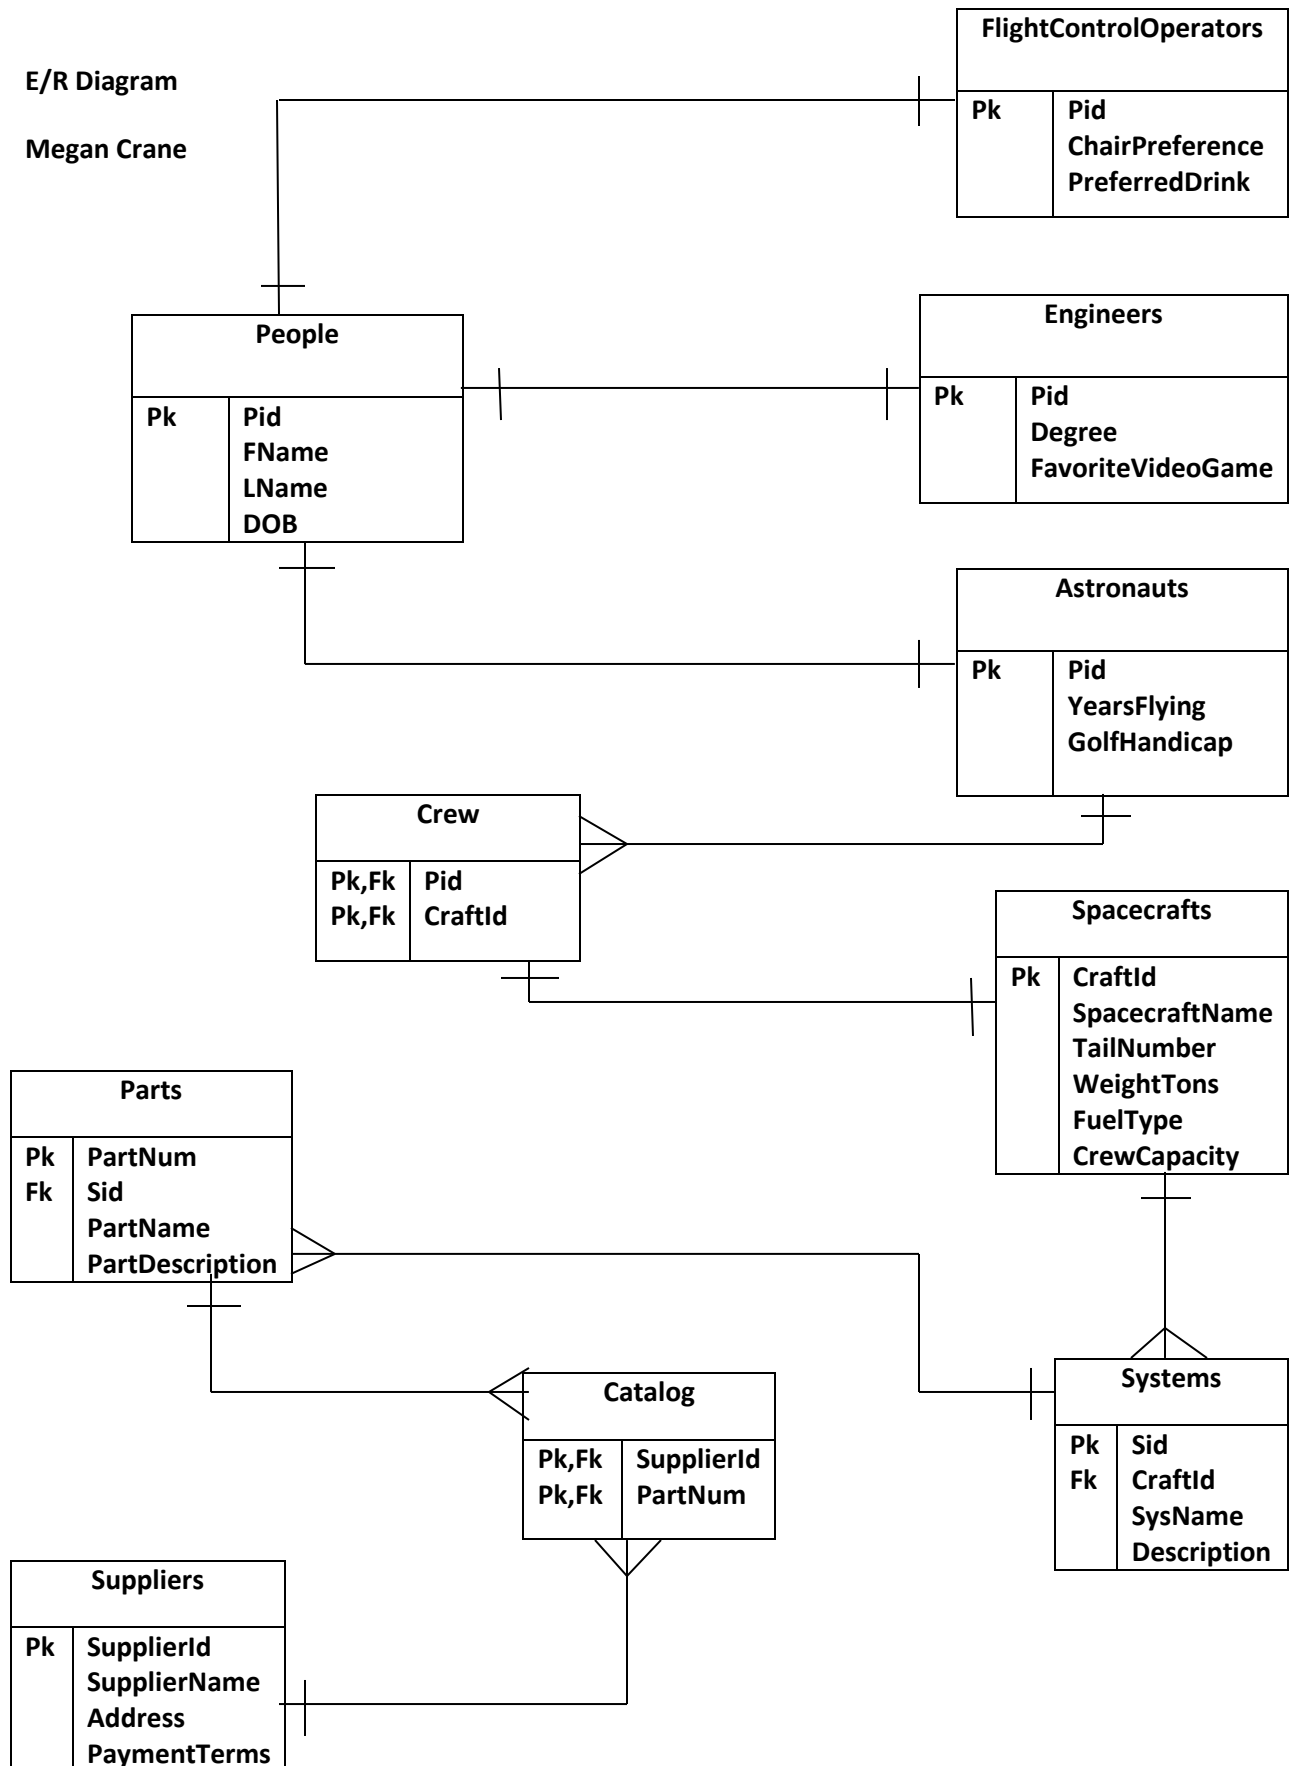 E/R Diagram
Megan Crane
FlightControlOperators
Pk Pid
ChairPreference
PreferredDrink
People
Pk Pid
FName
LName
DOB
Engineers
Pk Pid
Degree
FavoriteVideoGame
Astronauts
Pk Pid
YearsFlying
GolfHandicap
Crew
Pk,Fk Pid
Pk,Fk CraftId
Spacecrafts
Pk CraftId
SpacecraftName
TailNumber
WeightTons
FuelType
CrewCapacity
Parts
Pk PartNum
Fk Sid
PartName
PartDescription
Catalog
Pk,Fk SupplierId
Pk,Fk PartNum
Systems
Pk Sid
Fk CraftId
SysName
Description
Suppliers
Pk SupplierId
SupplierName
Address
PaymentTerms